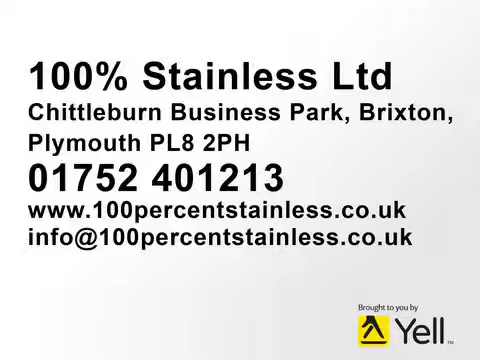 100% Stainless Ltd
Chittleburn Business Park, Brixton,
Plymouth PL8 2PH
01752 401213
www.100percentstainless.co.uk
info@100percentstainless.co.uk
Brought to you by
Yell™